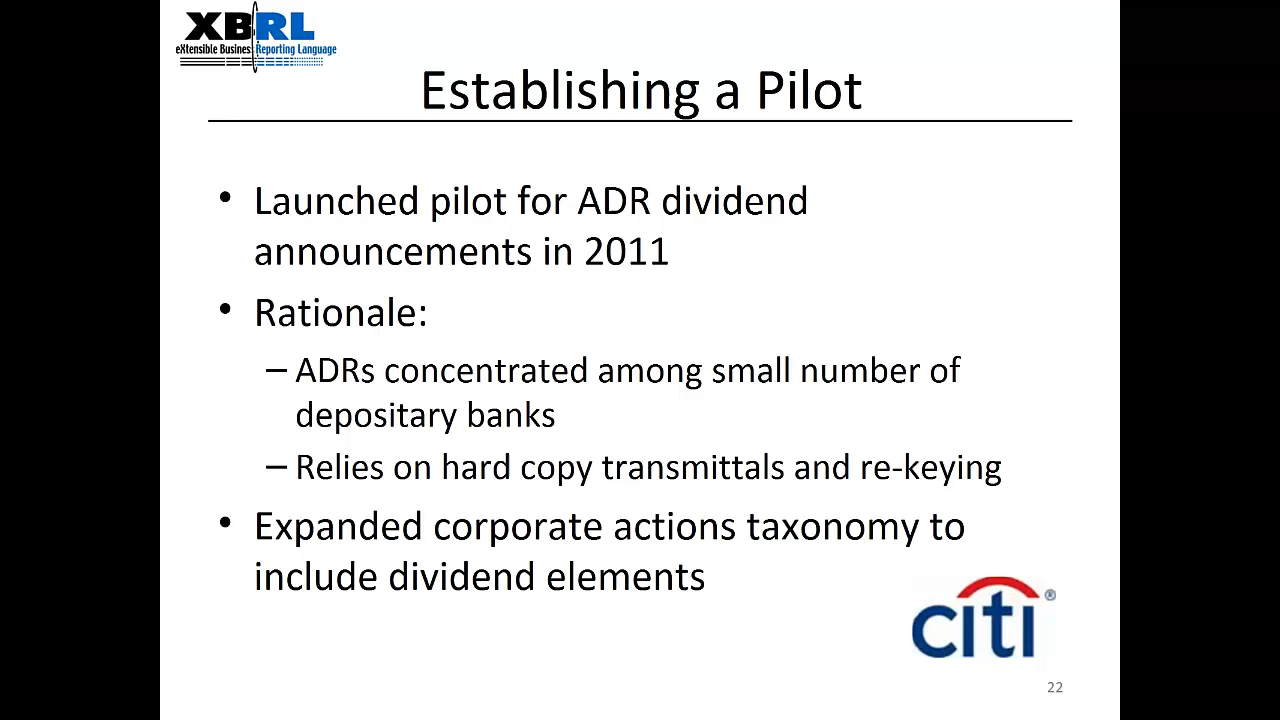 XBRL
eXtensible Business Reporting Language
Establishing a Pilot
• Launched pilot for ADR dividend
announcements in 2011
• Rationale:
– ADRs concentrated among small number of
depositary banks
– Relies on hard copy transmittals and re-keying
• Expanded corporate actions taxonomy to
include dividend elements
citi®
22